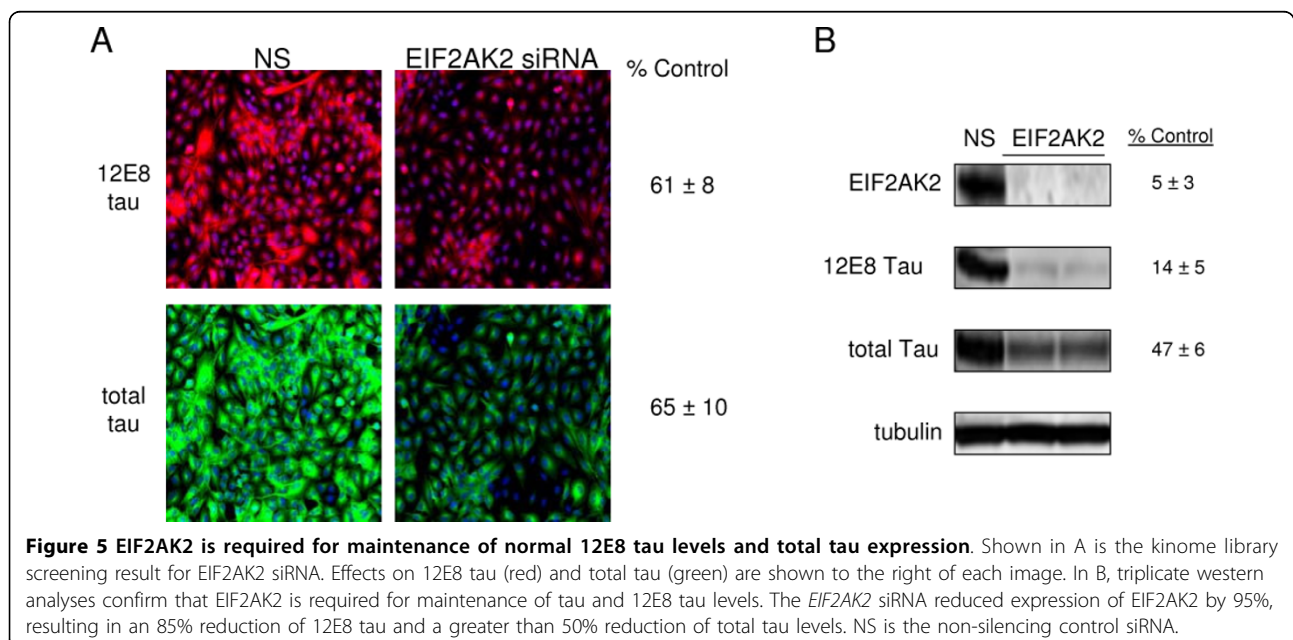 A
NS
EIF2AK2 siRNA
% Control
12E8
tau
61 ± 8
total
tau
65 ± 10
B
NS
EIF2AK2
% Control
EIF2AK2
5 ± 3
12E8 Tau
14 ± 5
total Tau
47 ± 6
tubulin
Figure 5 EIF2AK2 is required for maintenance of normal 12E8 tau levels and total tau expression. Shown in A is the kinome library
screening result for EIF2AK2 siRNA. Effects on 12E8 tau (red) and total tau (green) are shown to the right of each image. In B, triplicate western
analyses confirm that EIF2AK2 is required for maintenance of tau and 12E8 tau levels. The EIF2AK2 siRNA reduced expression of EIF2AK2 by 95%,
resulting in an 85% reduction of 12E8 tau and a greater than 50% reduction of total tau levels. NS is the non-silencing control siRNA.